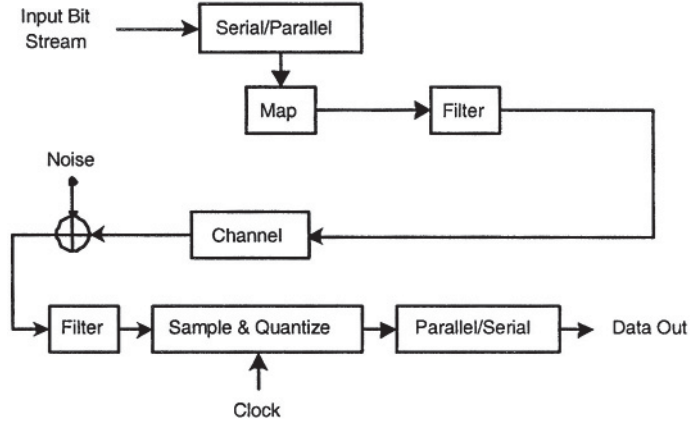 Input Bit
Stream
Serial/Parallel
Map
Filter
Noise
Channel
Filter
Sample & Quantize
Parallel/Serial
Data Out
Clock